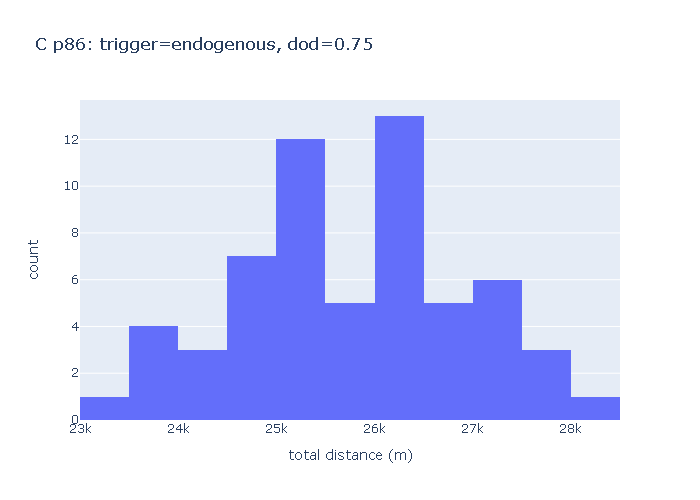 C p86: trigger=endogenous, dod=0.75
12
10
8
6
4
2
0
count
23k
24k
25k
26k
27k
28k
total distance (m)